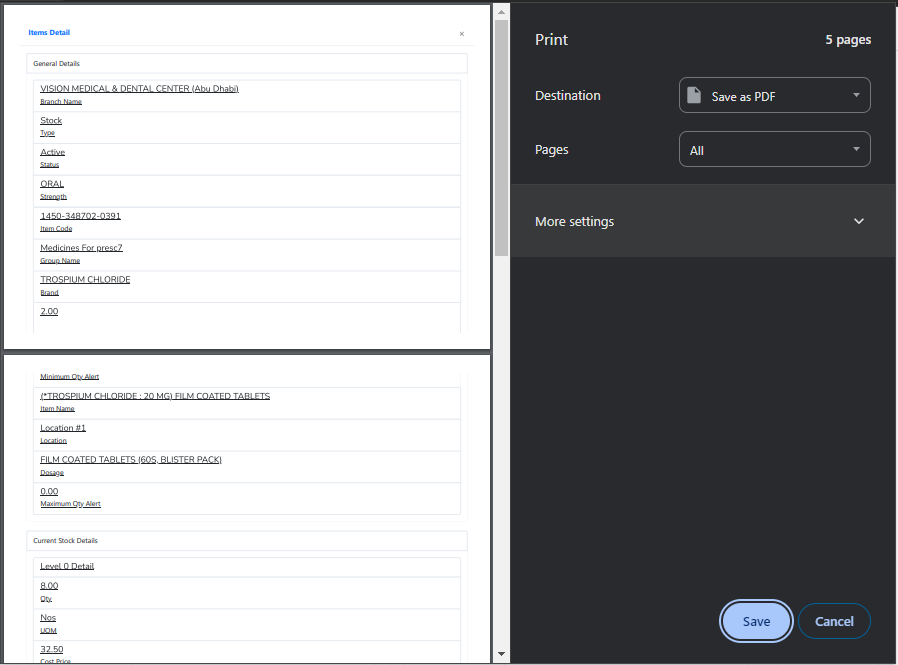 Items Detail
×
General Details
VISION MEDICAL & DENTAL CENTER (Abu Dhabi)
Branch Name
Stock
Type
Active
Status
ORAL
Strength
1450-348702-0391
Item Code
Medicines For presc7
Group Name
TROSPIUM CHLORIDE
Brand
2.00
Minimum Qty Alert
(*TROSPIUM CHLORIDE : 20 MG) FILM COATED TABLETS
Item Name
Location #1
Location
FILM COATED TABLETS (60S, BLISTER PACK)
Dosage
0.00
Maximum Qty Alert
Current Stock Details
Level 0 Detail
8.00
Qty
Nos
UOM
32.50
Cost Price
Print
5 pages
Destination
Save as PDF
Pages
All
More settings
Save
Cancel